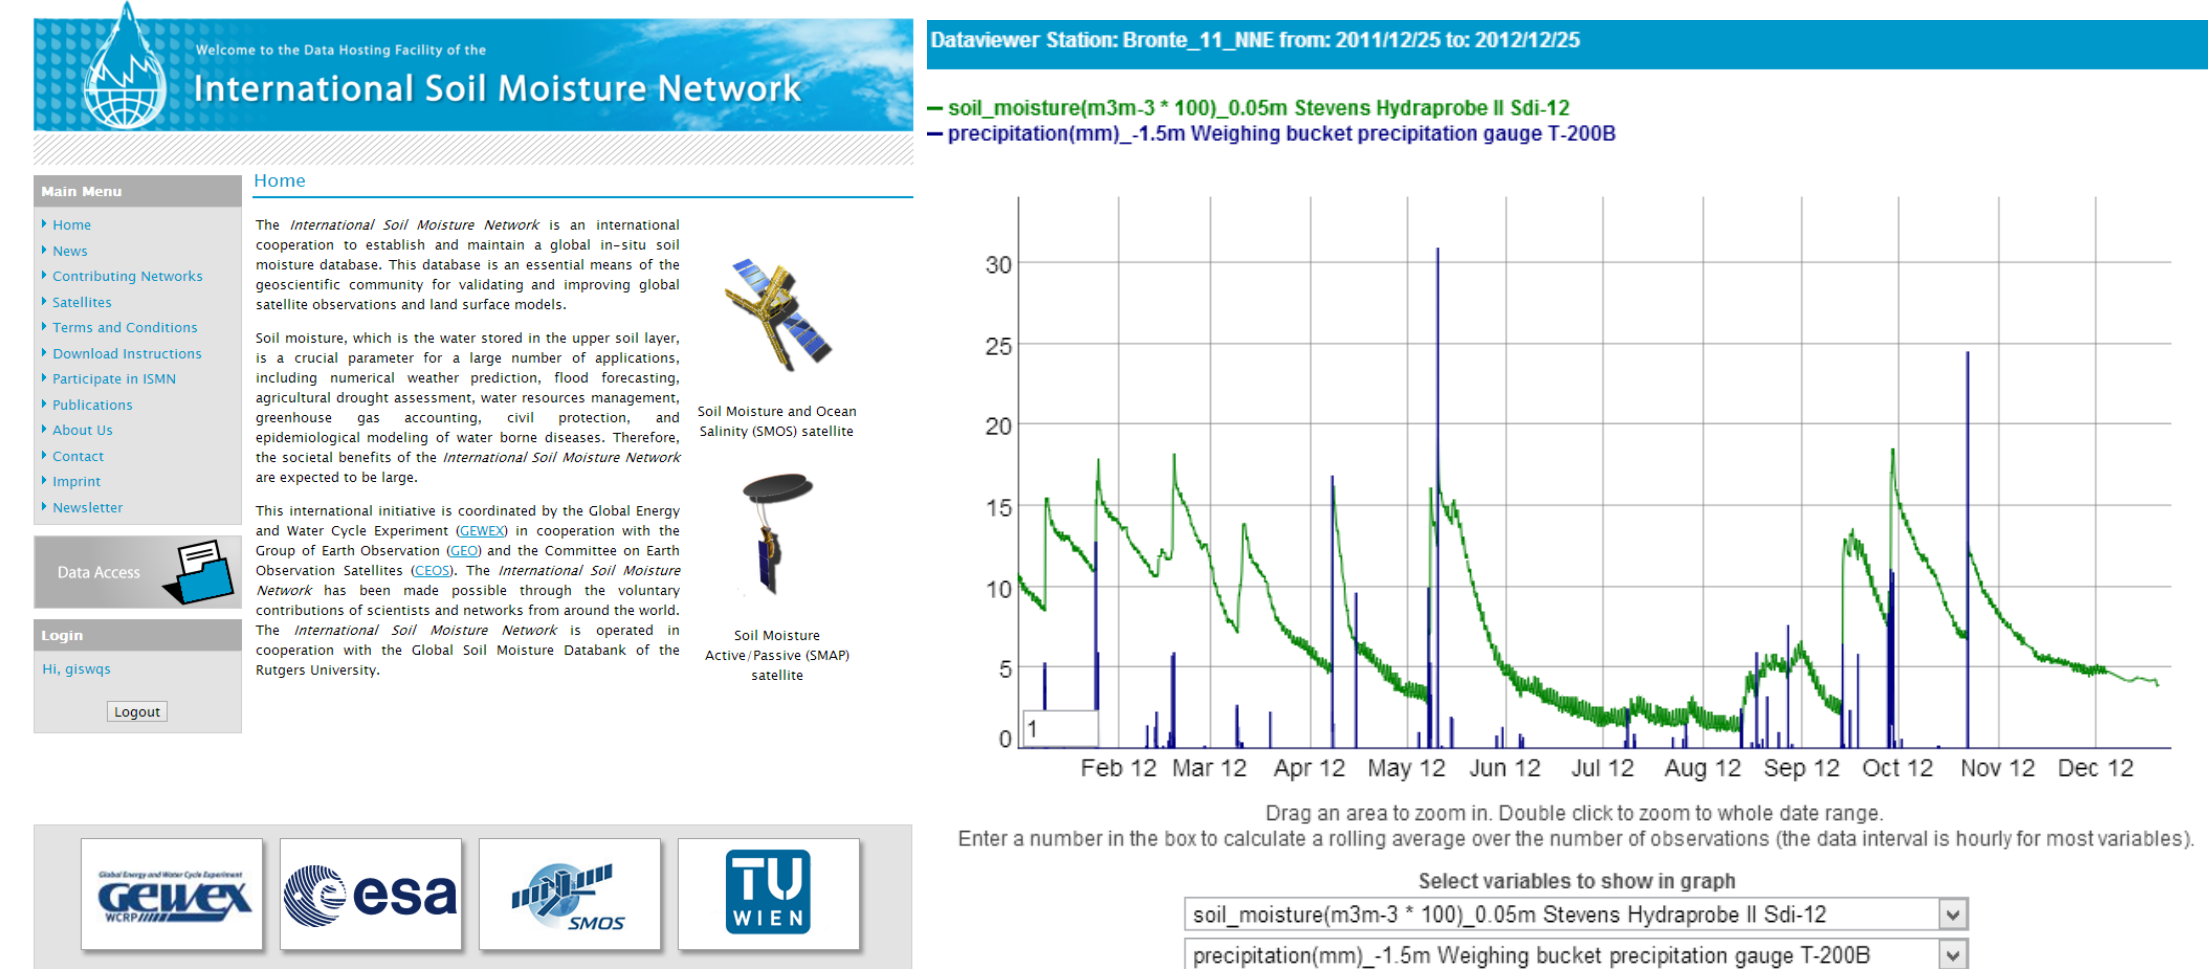 Welcome to the Data Hosting Facility of the
International Soil Moisture Network
Main Menu
Home
News
Contributing Networks
Satellites
Terms and Conditions
Download Instructions
Participate in ISMN
Publications
About Us
Contact
Imprint
Newsletter
Data Access
Login
Hi, giswqs
Logout
Home
The International Soil Moisture Network is an international
cooperation to establish and maintain a global in-situ soil
moisture database. This database is an essential means of the
geoscientific community for validating and improving global
satellite observations and land surface models.
Soil moisture, which is the water stored in the upper soil layer,
is a crucial parameter for a large number of applications,
including numerical weather prediction, flood forecasting,
agricultural drought assessment, water resources management,
greenhouse gas accounting, civil protection, and
epidemiological modeling of water borne diseases. Therefore,
the societal benefits of the International Soil Moisture Network
are expected to be large.
This international initiative is coordinated by the Global Energy
and Water Cycle Experiment (GEWEX) in cooperation with the
Group of Earth Observation (GEO) and the Committee on Earth
Observation Satellites (CEOS). The International Soil Moisture
Network has been made possible through the voluntary
contributions of scientists and networks from around the world.
The International Soil Moisture Network is operated in
cooperation with the Global Soil Moisture Databank of the
Rutgers University.
Soil Moisture and Ocean
Salinity (SMOS) satellite
Soil Moisture
Active/Passive (SMAP)
satellite
Global Energy and Water Cycle Experiment
GEWEX
WCRP
esa
SMOS
TU
WIEN
Dataviewer Station: Bronte_11_NNE from: 2011/12/25 to: 2012/12/25
soil_moisture(m3m-3 * 100)_0.05m Stevens Hydraprobe II Sdi-12
precipitation(mm)_-1.5m Weighing bucket precipitation gauge T-200B
30
25
20
15
10
5
0
1
Feb 12 Mar 12 Apr 12 May 12 Jun 12 Jul 12 Aug 12 Sep 12 Oct 12 Nov 12 Dec 12
Drag an area to zoom in. Double click to zoom to whole date range.
Enter a number in the box to calculate a rolling average over the number of observations (the data interval is hourly for most variables).
Select variables to show in graph
soil_moisture(m3m-3 * 100)_0.05m Stevens Hydraprobe II Sdi-12
precipitation(mm)_-1.5m Weighing bucket precipitation gauge T-200B